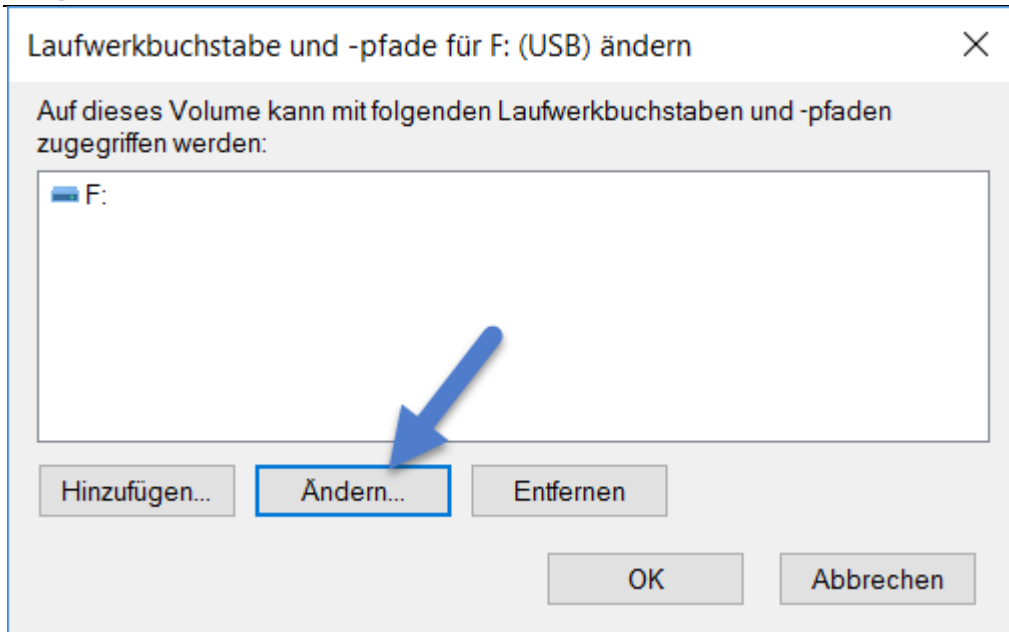 Laufwerkbuchstabe und -pfade für F: (USB) ändern
Auf dieses Volume kann mit folgenden Laufwerkbuchstaben und -pfaden
zugegriffen werden:
F:
Hinzufügen... Ändern... Entfernen
OK Abbrechen